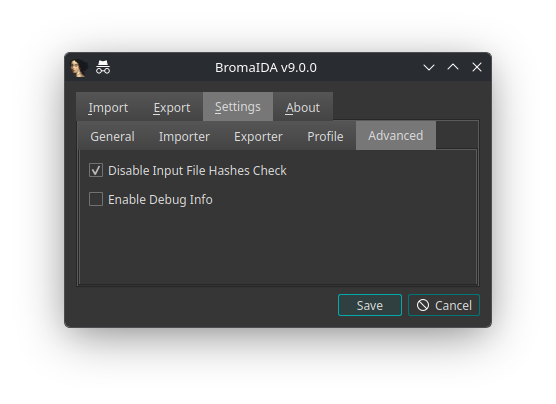 BromaIDA v9.0.0
Import Export Settings About
General Importer Exporter Profile Advanced
Disable Input File Hashes Check
Enable Debug Info
Save Cancel